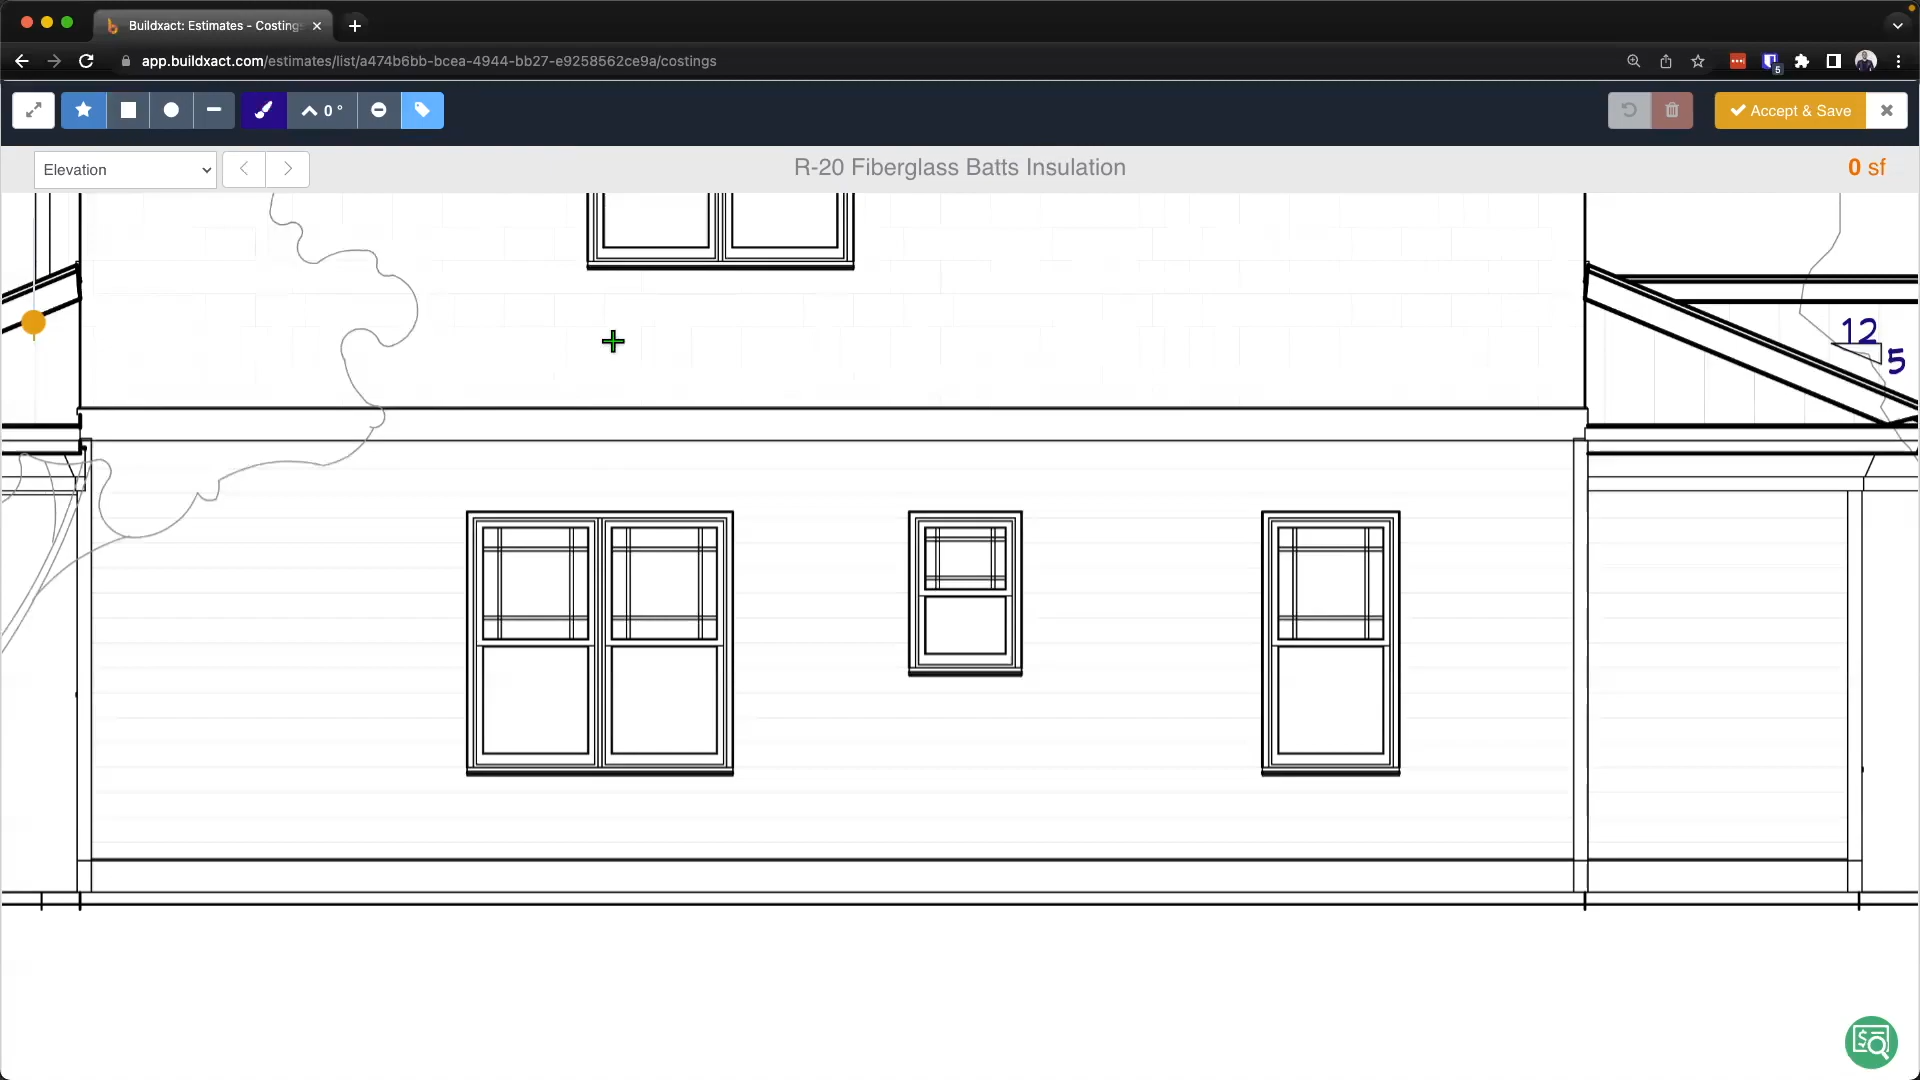 Buildxact: Estimates - Costing
app.buildxact.com/estimates/list/a474b6bb-bcea-4944-bb27-e9258562ce9a/costings
5
0 °
Accept & Save
Elevation
R-20 Fiberglass Batts Insulation
0 sf
12
5